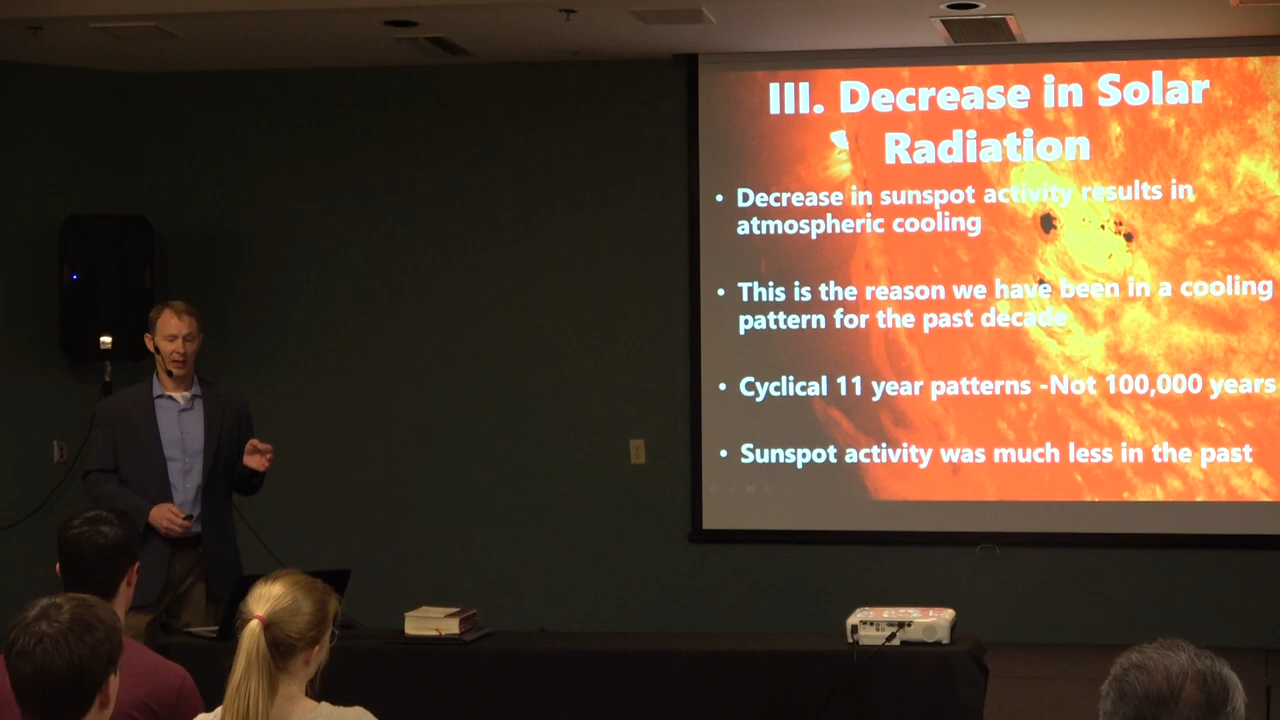 III. Decrease in Solar
Radiation
• Decrease in sunspot activity results in
atmospheric cooling
• This is the reason we have been in a cooling
pattern for the past decade
• Cyclical 11 year patterns -Not 100,000 years
• Sunspot activity was much less in the past